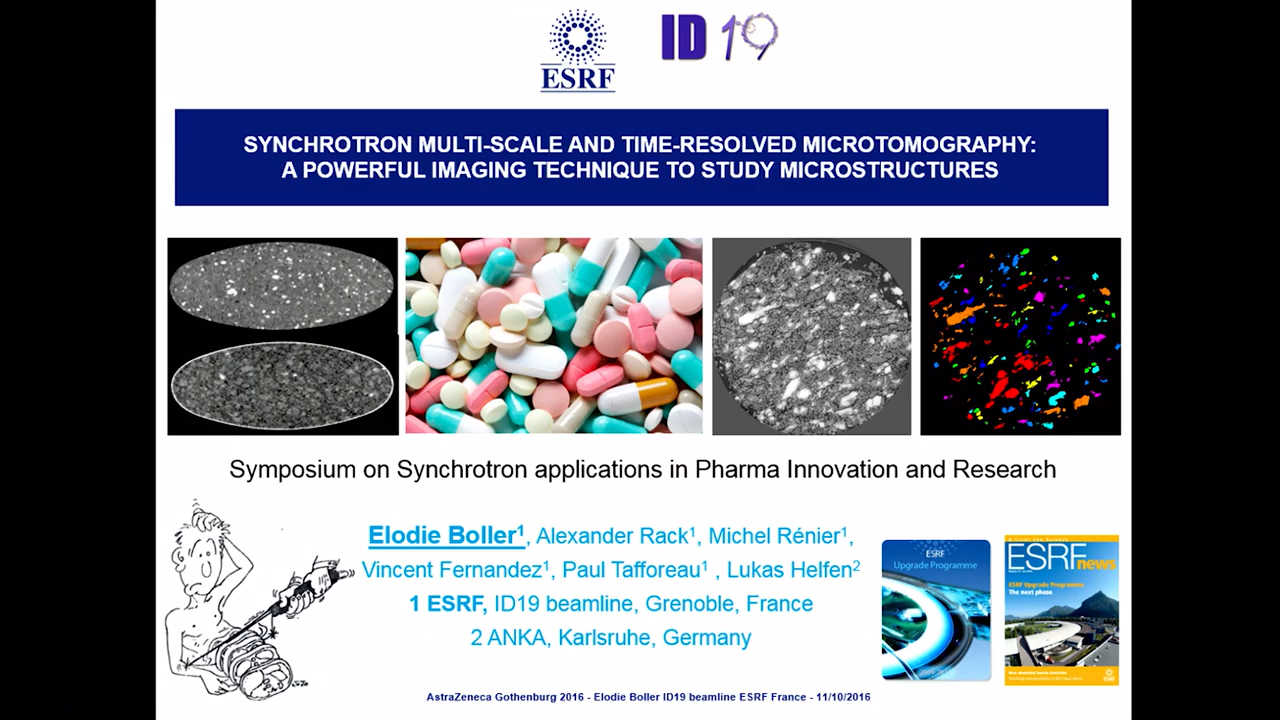 ESRF
ID 19
SYNCHROTRON MULTI-SCALE AND TIME-RESOLVED MICROTOMOGRAPHY:
A POWERFUL IMAGING TECHNIQUE TO STUDY MICROSTRUCTURES
Symposium on Synchrotron applications in Pharma Innovation and Research
Elodie Boller¹, Alexander Rack¹, Michel Rénier¹,
Vincent Fernandez¹, Paul Tafforeau¹ , Lukas Helfen²
1 ESRF, ID19 beamline, Grenoble, France
2 ANKA, Karlsruhe, Germany
ESRF
Upgrade Programme
ESRFnews
ESRF Upgrade Programme
The next phase
AstraZeneca Gothenburg 2016 - Elodie Boller ID19 beamline ESRF France - 11/10/2016